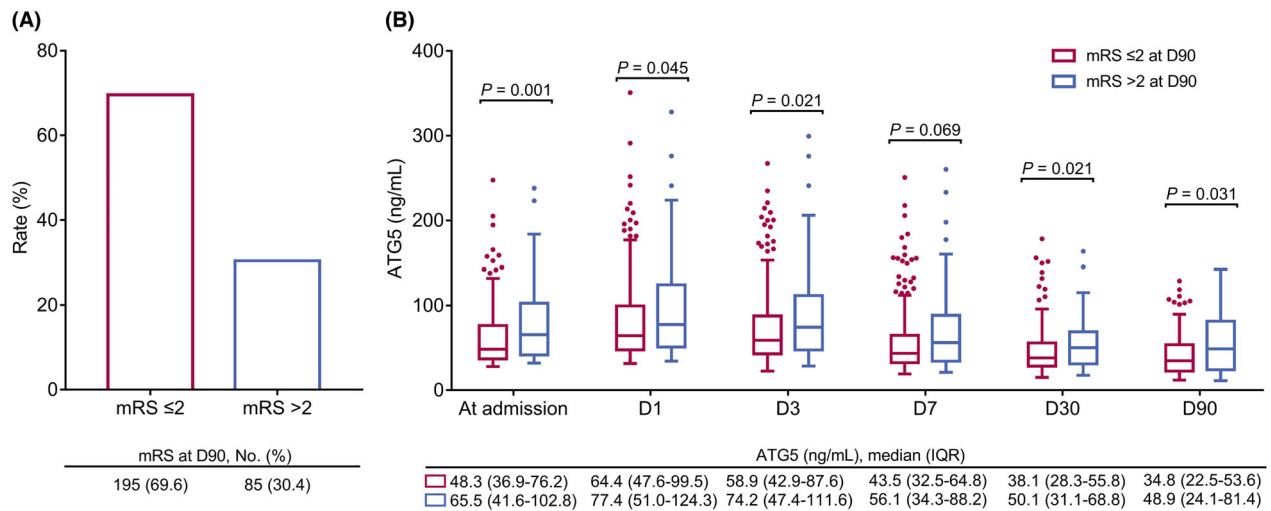 (A)
80
60
40
20
0
Rate (%)
mRS ≤2
mRS >2
mRS at D90, No. (%)
195 (69.6)
85 (30.4)
(B)
400
300
200
100
0
ATG5 (ng/mL)
mRS ≤2 at D90
mRS >2 at D90
P = 0.001
P = 0.045
P = 0.021
P = 0.069
P = 0.021
P = 0.031
At admission
D1
D3
D7
D30
D90
ATG5 (ng/mL), median (IQR)
48.3 (36.9-76.2) 64.4 (47.6-99.5) 58.9 (42.9-87.6) 43.5 (32.5-64.8) 38.1 (28.3-55.8) 34.8 (22.5-53.6)
65.5 (41.6-102.8) 77.4 (51.0-124.3) 74.2 (47.4-111.6) 56.1 (34.3-88.2) 50.1 (31.1-68.8) 48.9 (24.1-81.4)